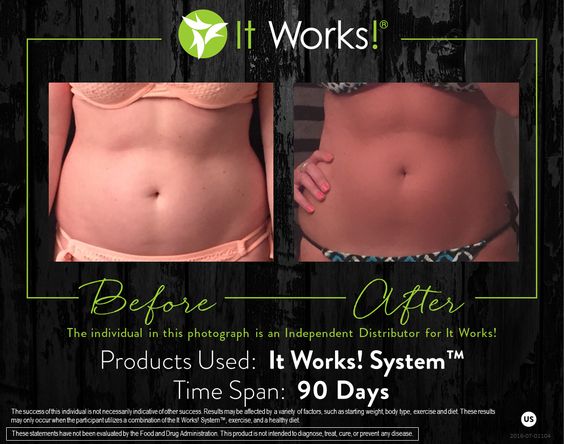 It Works!®
Before
After
The individual in this photograph is an Independent Distributor for It Works!
Products Used: It Works! System™
Time Span: 90 Days
The success of this individual is not necessarily indicative of other success. Results may be affected by a variety of factors, such as starting weight, body type, exercise and diet. These results
may only occur when the participant utilizes a combination of the It Works! System™, exercise, and a healthy diet.
US
These statements have not been evaluated by the Food and Drug Administration. This product is not intended to diagnose, treat, cure, or prevent any disease.